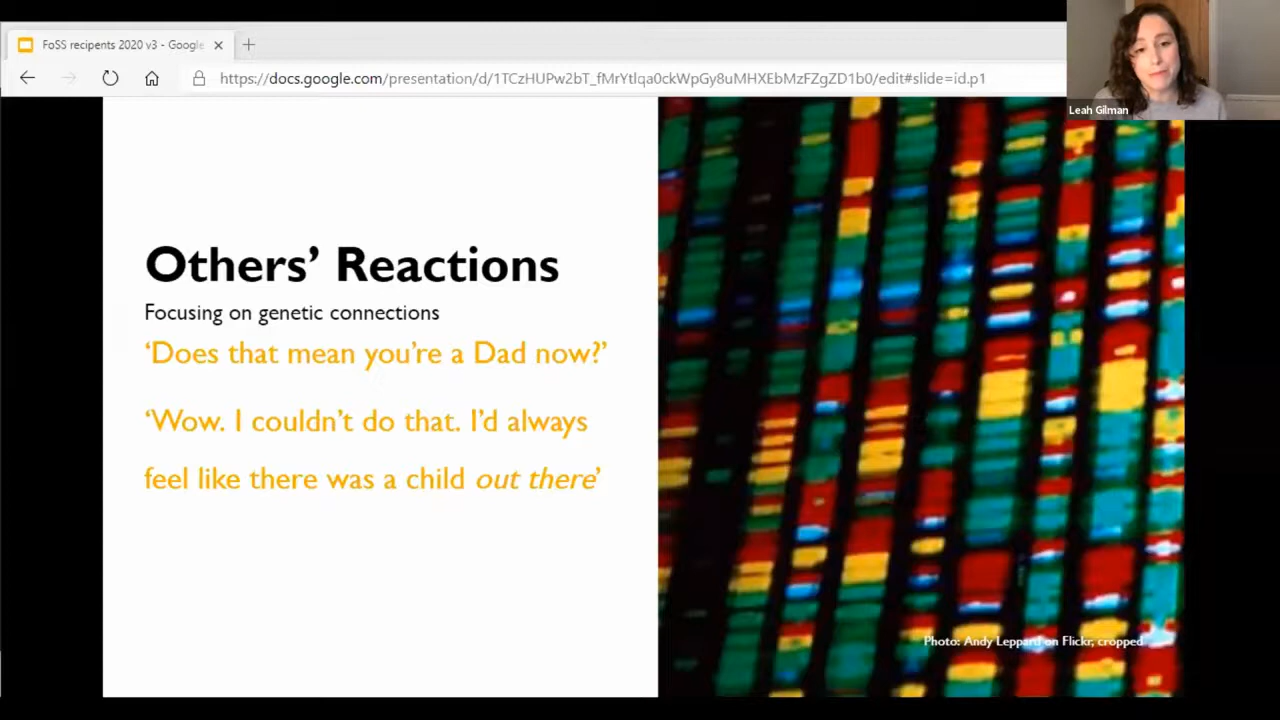 FoSS recipents 2020 v3 - Google
https://docs.google.com/presentation/d/1TCzHUPw2bT_fMrYtlqa0ckWpGy8uMHXEbMzFZgZD1b0/edit#slide=id.p1
Leah Gilman
Others’ Reactions
Focusing on genetic connections
‘Does that mean you’re a Dad now?’
‘Wow. I couldn’t do that. I’d always
feel like there was a child out there’
Photo: Andy Leppard on Flickr, cropped